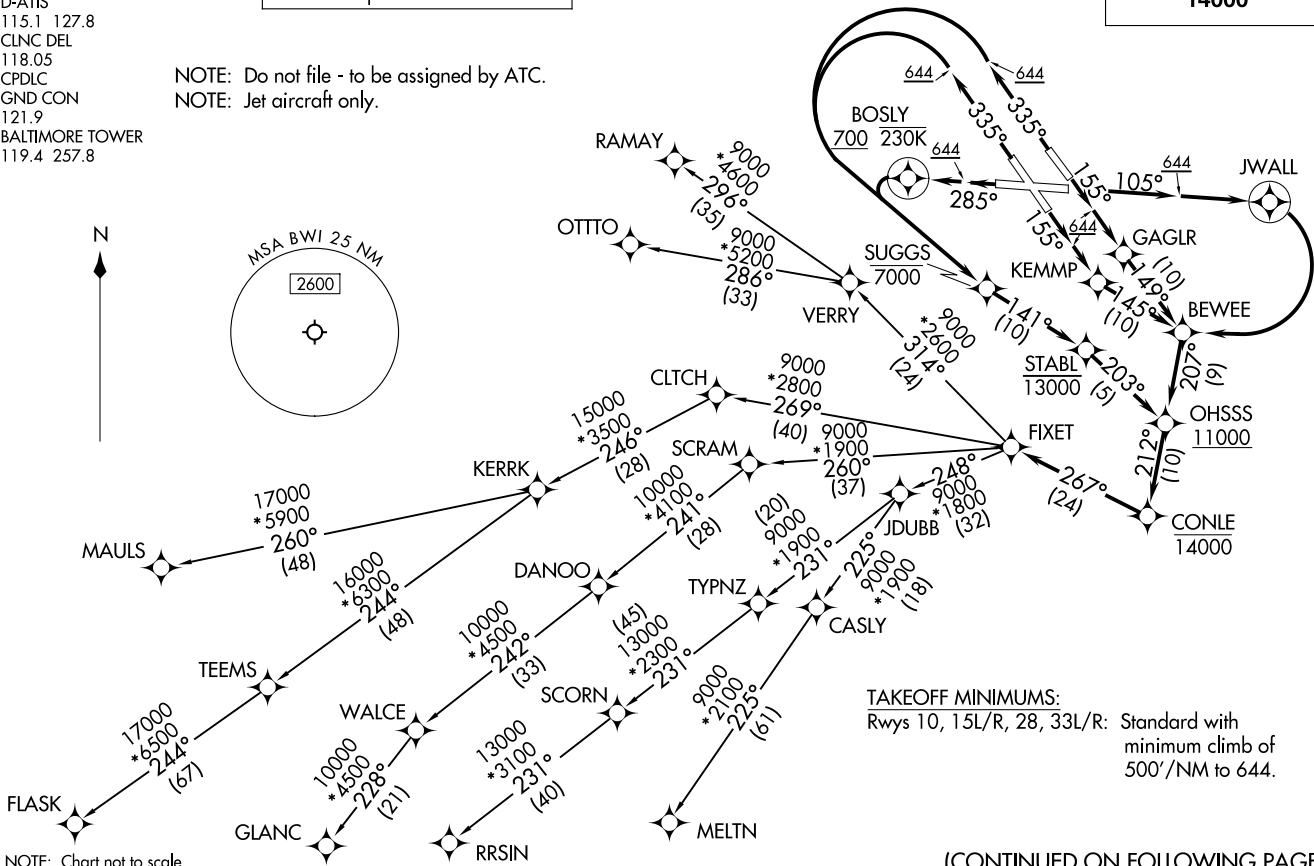 D-ATIS
115.1 127.8
CLNC DEL
118.05
CPDLC
GND CON
121.9
BALTIMORE TOWER
119.4 257.8
NOTE: Do not file - to be assigned by ATC.
NOTE: Jet aircraft only.
14000
N
MSA BWI 25 NM
2600
644
644
335°
335°
BOSLY
700 230K
644
285°
155°
155°
105°
644
JWALL
644
GAGLR
(10)
149°
KEMMP
145°
(10)
BEWEE
SUGGS
7000
141°
(10)
STABL
13000
203°
(5)
207°
(9)
OHSSS
11000
212°
(10)
CONLE
14000
267°
(24)
FIXET
RAMAY
9000
*4600
296°
(35)
OTTTO
9000
*5200
286°
(33)
VERRY
9000
*2600
314°
(24)
CLTCH
9000
*2800
269°
(40)
SCRAM
9000
*1900
260°
(37)
248°
9000
*1800
(32)
JDUBB
15000
*3500
246°
(28)
KERRK
17000
*5900
260°
(48)
MAULS
16000
*6300
244°
(48)
TEEMS
17000
*6500
244°
(67)
FLASK
10000
*4100
241°
(28)
DANOO
10000
*4500
242°
(33)
WALCE
10000
*4500
228°
(21)
GLANC
(20)
9000
*1900
231°
TYPNZ
(45)
13000
*2300
231°
SCORN
13000
*3100
231°
(40)
RRSIN
225°
9000
*1900
(18)
CASLY
9000
*2100
225°
(61)
MELTN
TAKEOFF MINIMUMS:
Rwys 10, 15L/R, 28, 33L/R: Standard with
minimum climb of
500'/NM to 644.
NOTE: Chart not to scale
(CONTINUED ON FOLLOWING PAGE